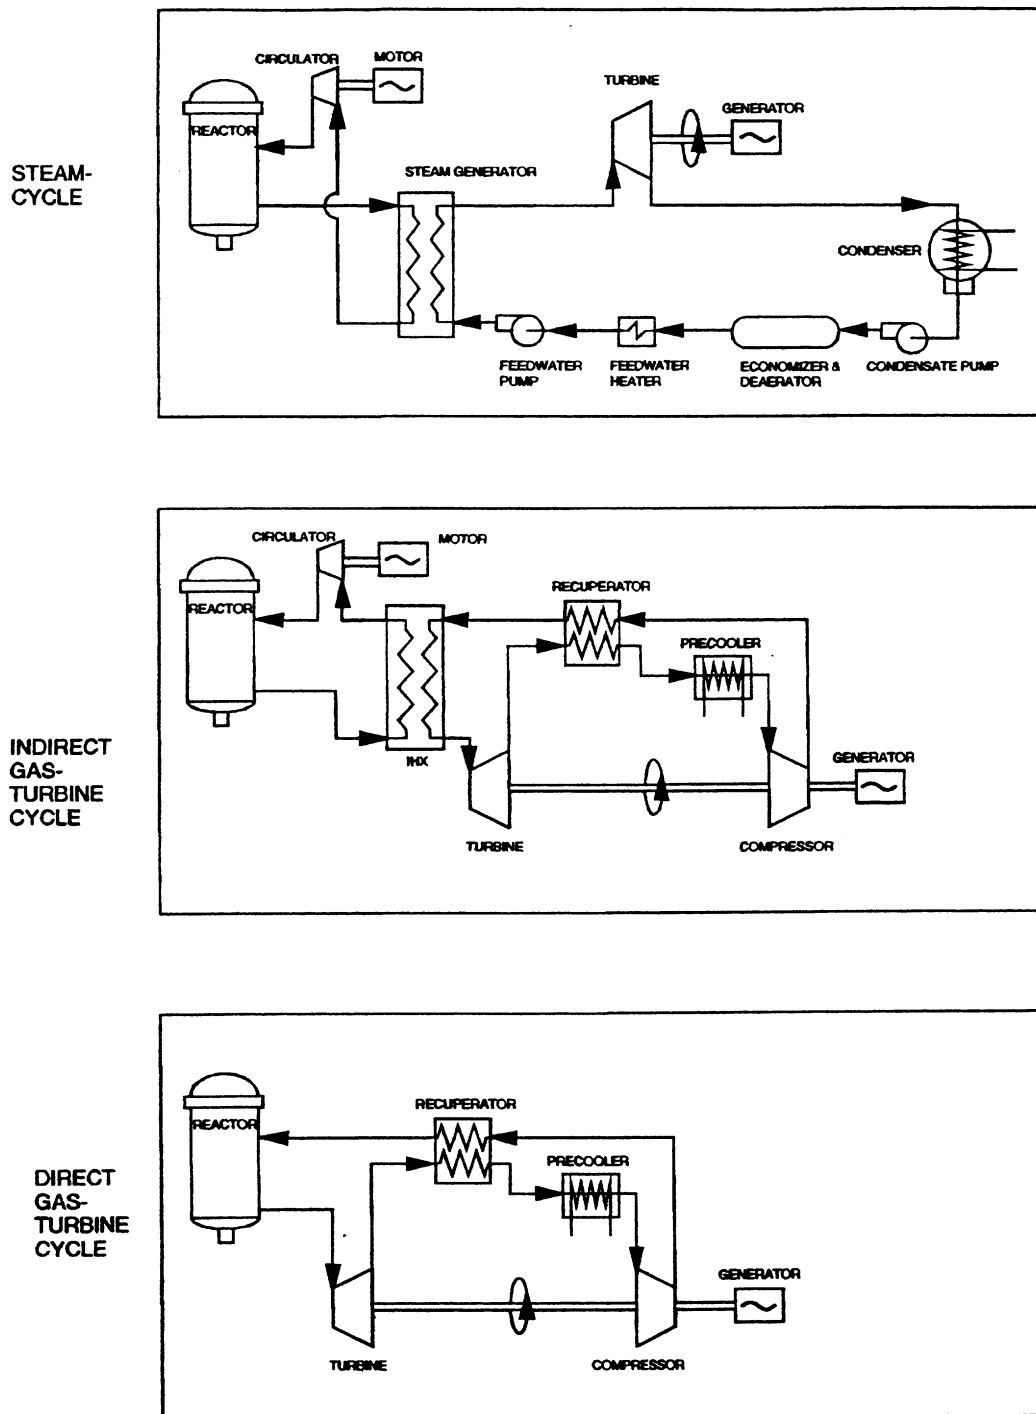 STEAM-
CYCLE
CIRCULATOR
MOTOR
REACTOR
STEAM GENERATOR
TURBINE
GENERATOR
CONDENSER
FEEDWATER
PUMP
FEEDWATER
HEATER
ECONOMIZER &
DEAERATOR
CONDENSATE PUMP
INDIRECT
GAS-
TURBINE
CYCLE
CIRCULATOR
MOTOR
REACTOR
IHX
RECUPERATOR
PRECOOLER
GENERATOR
TURBINE
COMPRESSOR
DIRECT
GAS-
TURBINE
CYCLE
REACTOR
RECUPERATOR
PRECOOLER
GENERATOR
TURBINE
COMPRESSOR